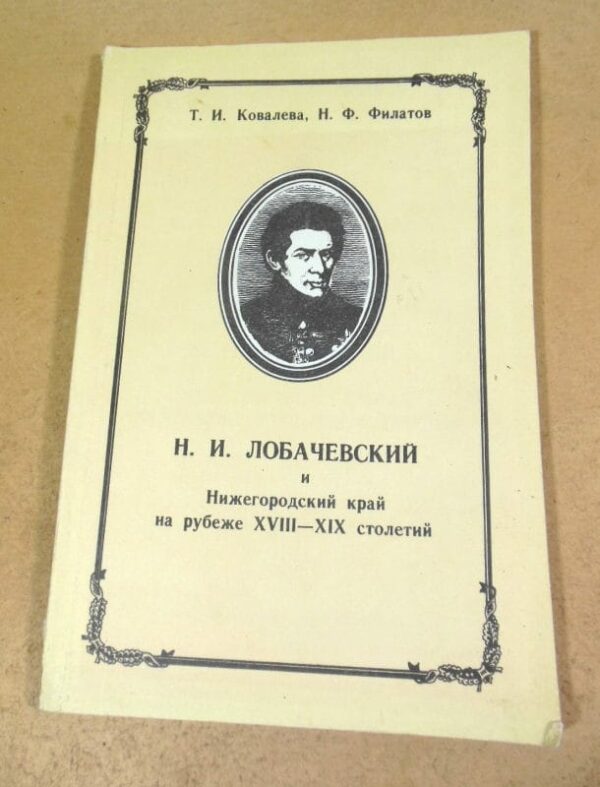 Т. И. Ковалева, Н. Ф. Филатов
Н. И. ЛОБАЧЕВСКИЙ
и
Нижегородский край
на рубеже XVIII—XIX столетий